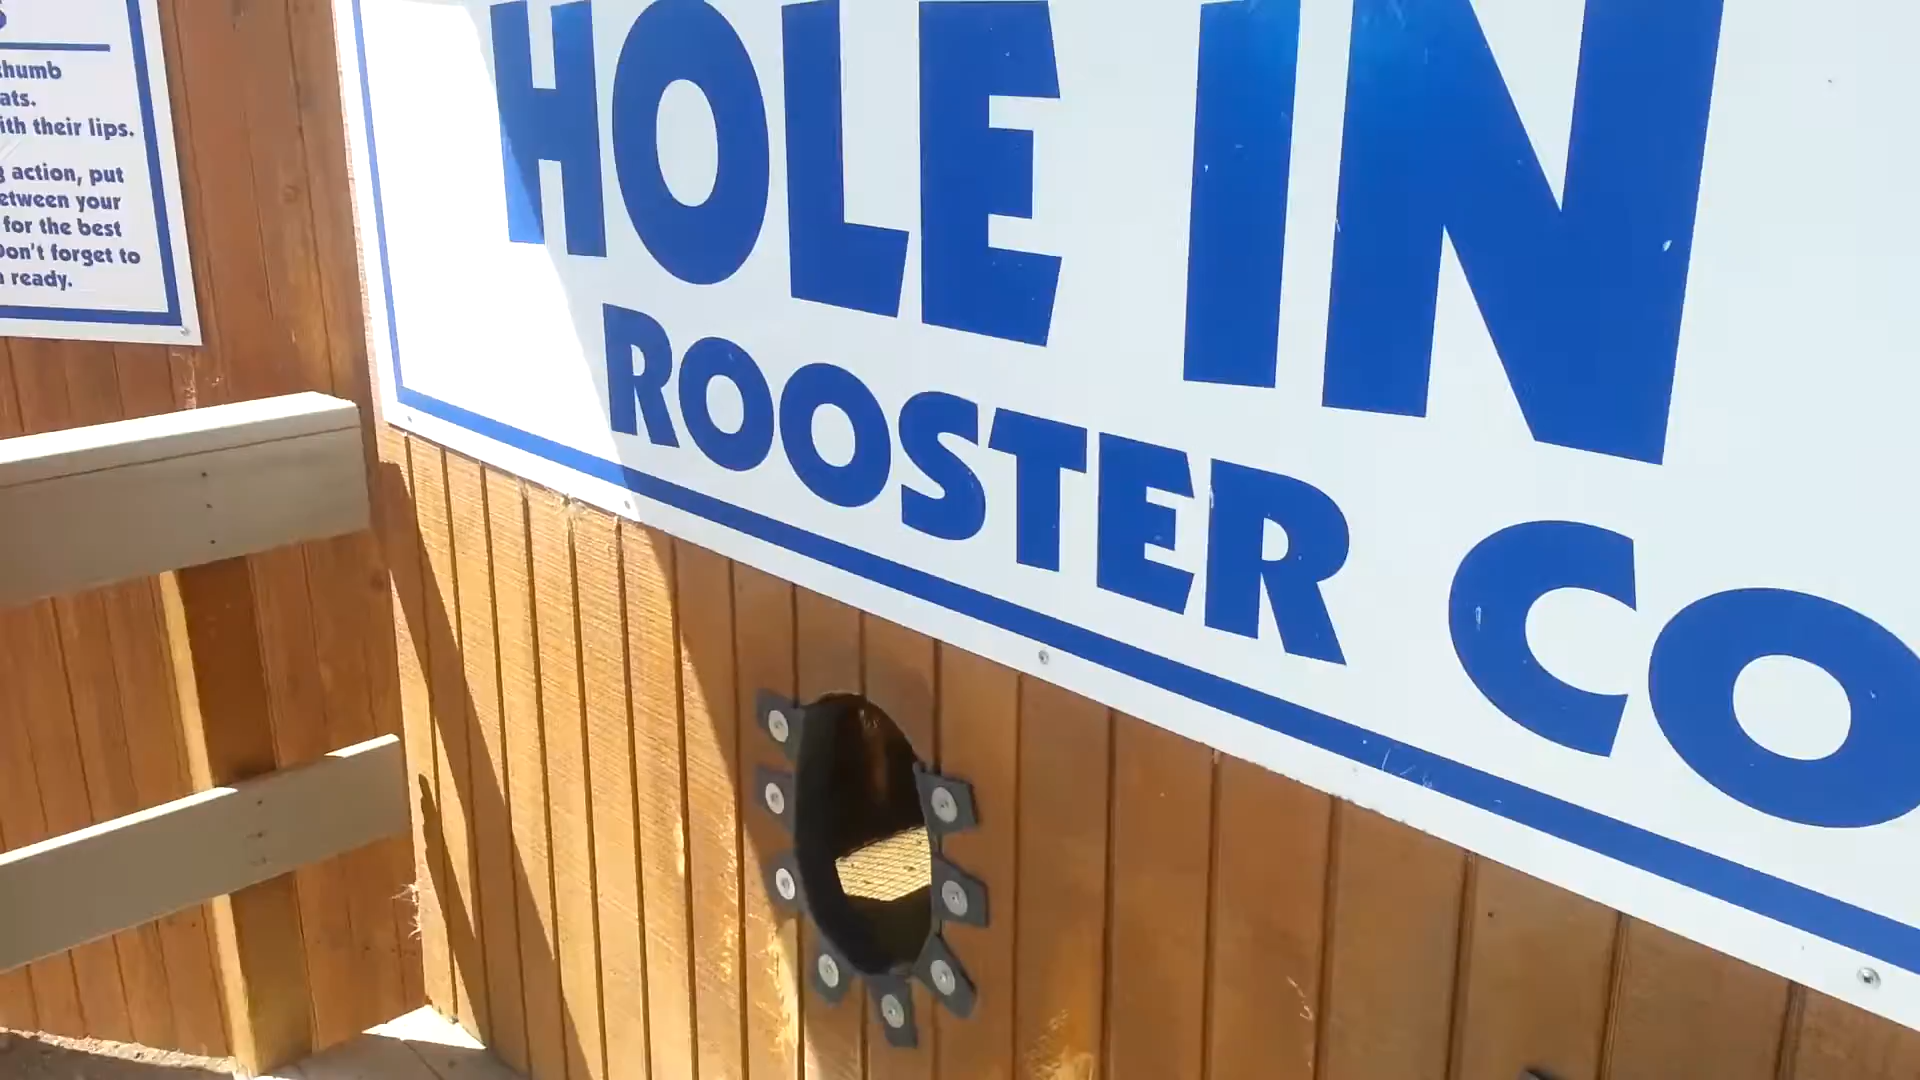 thumb
ats.
ith their lips.
action, put
etween your
for the best
Don't forget to
ready.
HOLE IN
ROOSTER CO